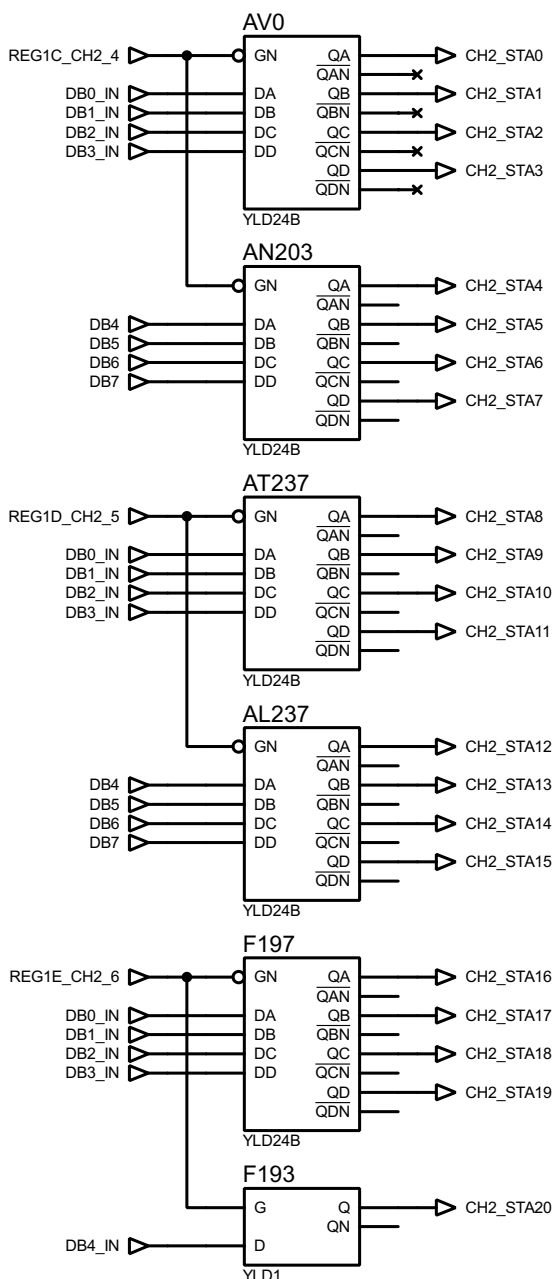 AV0
REG1C_CH2_4 GN QA CH2_STA0
QAN
DB0_IN DA QB CH2_STA1
DB1_IN DB QBN
DB2_IN DC QC CH2_STA2
DB3_IN DD QCN
QD CH2_STA3
QDN
YLD24B
AN203
GN QA CH2_STA4
QAN
DB4 DA QB CH2_STA5
DB5 DB QBN
DB6 DC QC CH2_STA6
DB7 DD QCN
QD CH2_STA7
QDN
YLD24B
AT237
REG1D_CH2_5 GN QA CH2_STA8
QAN
DB0_IN DA QB CH2_STA9
DB1_IN DB QBN
DB2_IN DC QC CH2_STA10
DB3_IN DD QCN
QD CH2_STA11
QDN
YLD24B
AL237
GN QA CH2_STA12
QAN
DB4 DA QB CH2_STA13
DB5 DB QBN
DB6 DC QC CH2_STA14
DB7 DD QCN
QD CH2_STA15
QDN
YLD24B
F197
REG1E_CH2_6 GN QA CH2_STA16
QAN
DB0_IN DA QB CH2_STA17
DB1_IN DB QBN
DB2_IN DC QC CH2_STA18
DB3_IN DD QCN
QD CH2_STA19
QDN
YLD24B
F193
G Q CH2_STA20
QN
DB4_IN D
YLD1